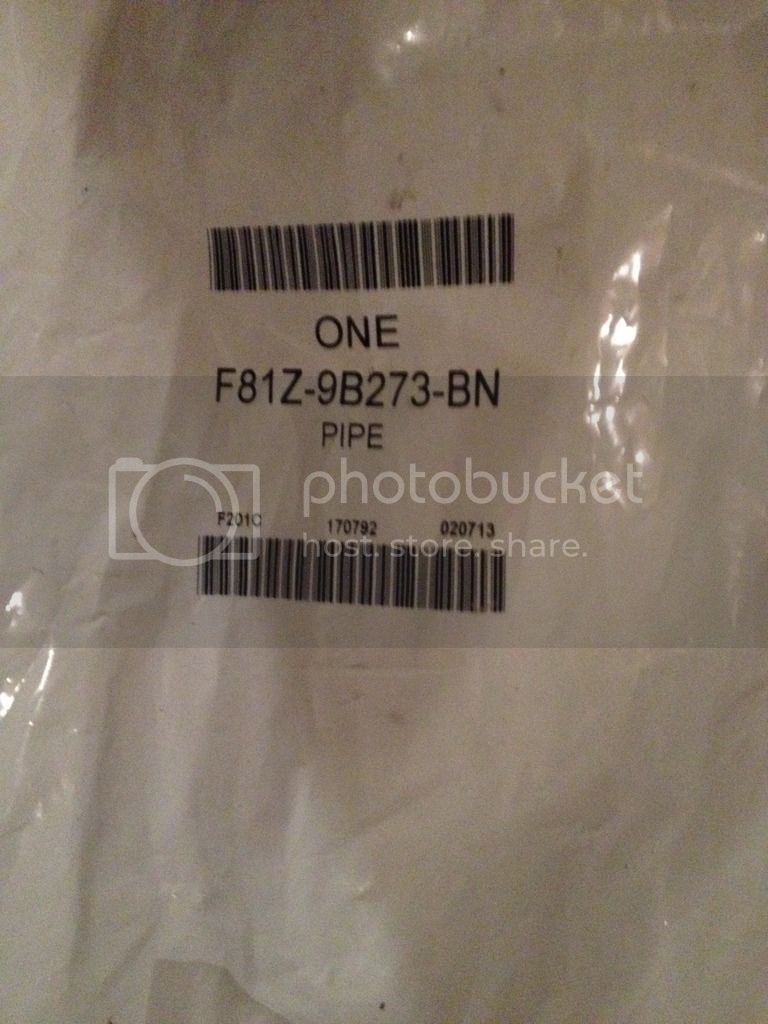 ONE
F81Z-9B273-BN
PIPE
photobucket
F201C 170792 020713
host. store. share.